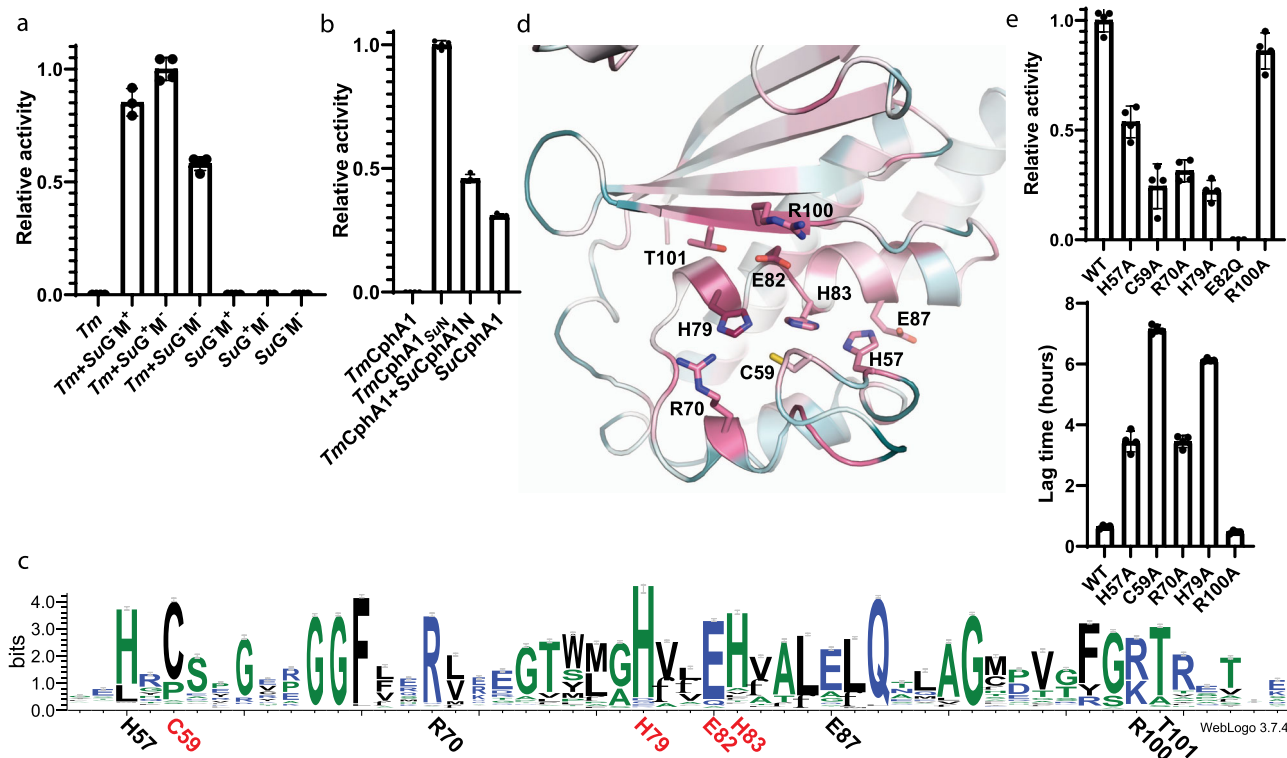 a
Relative activity
1.0
0.5
0.0
Tm
Tm+SuG-M+
Tm+SuG+M-
Tm+SuG-M-
SuG-M+
SuG+M-
SuG-M-
b
Relative activity
1.0
0.5
0.0
TmCphA1
TmCphA1SuN
TmCphA1+SuCphA1N
SuCphA1
d
R100
T101
E82
H83
H79
E87
C59
H57
R70
e
Relative activity
1.0
0.5
0.0
WT
H57A
C59A
R70A
H79A
E82Q
R100A
Lag time (hours)
8
6
4
2
0
WT
H57A
C59A
R70A
H79A
R100A
c
bits
4.0
3.0
2.0
1.0
0.0
H57
C59
R70
H79
E82
H83
E87
R100
T101
WebLogo 3.7.4